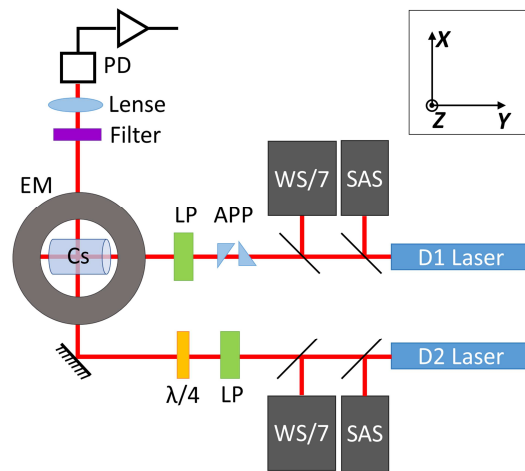 PD
Lense
Filter
EM
Cs
LP
APP
WS/7
SAS
D1 Laser
X
Z
Y
λ/4
LP
WS/7
SAS
D2 Laser